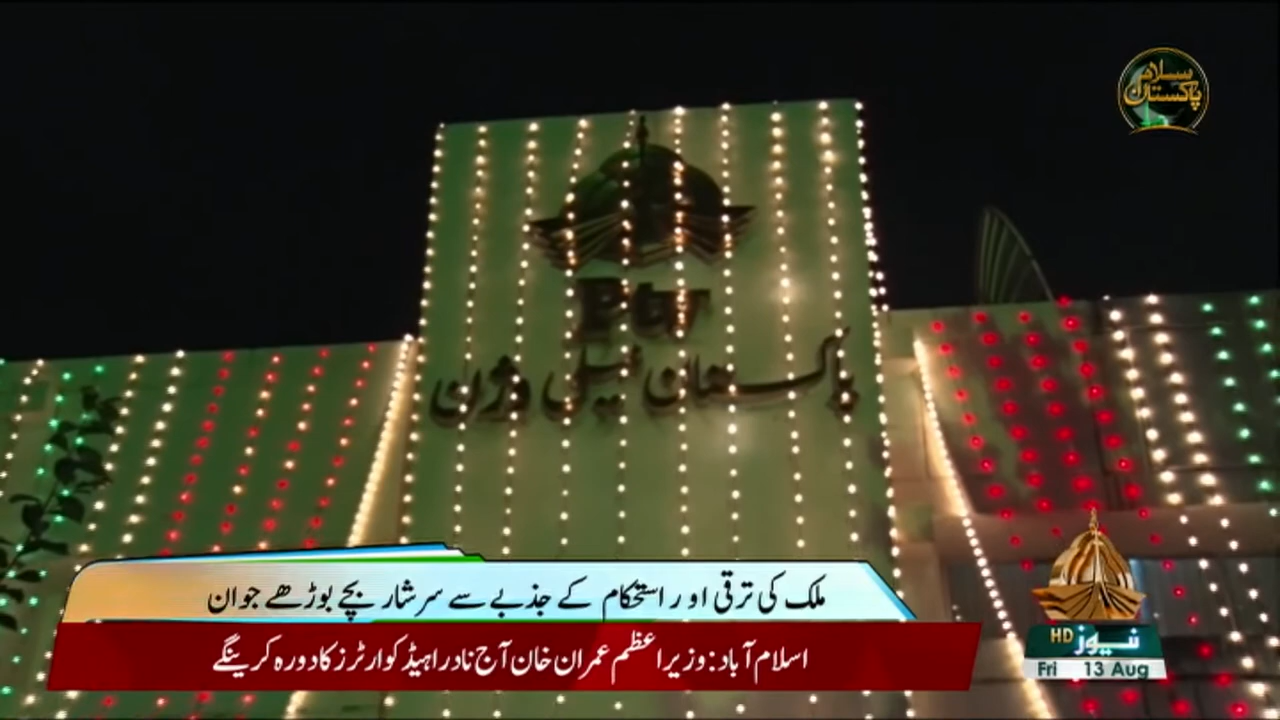 سلام
پاکستان
Ptv
پاکستان ٹیلی وژن
ملک کی ترقی او ر استحکام کے جذبے سے سرشار بچے بوڑھے جوان
اسلام آباد: وزیراعظم عمران خان آج نادرا ہیڈ کوارٹرز کا دورہ کرینگے
HD نیوز
Fri 13 Aug